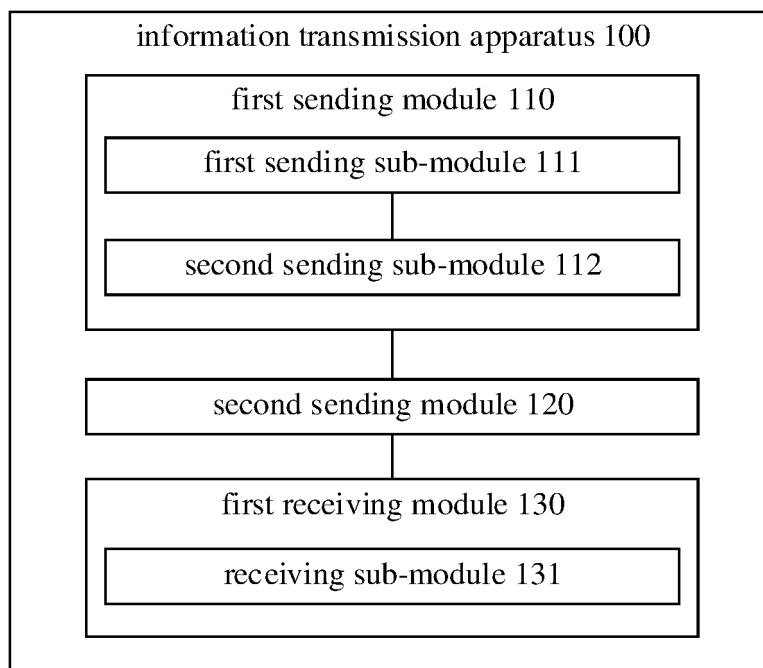 information transmission apparatus 100
first sending module 110
first sending sub-module 111
second sending sub-module 112
second sending module 120
first receiving module 130
receiving sub-module 131